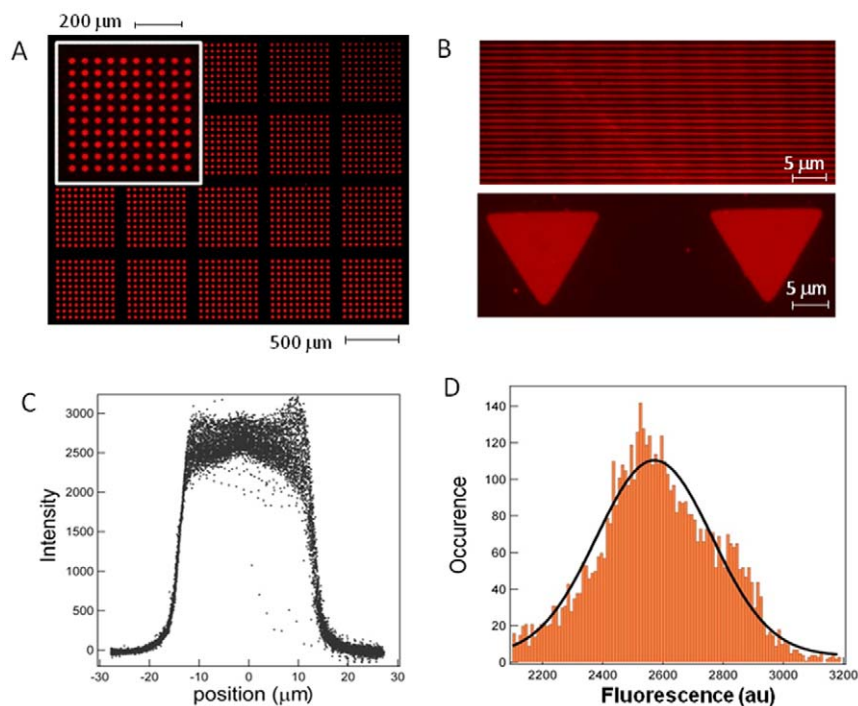 200 μm
A
500 μm
B
5 μm
5 μm
C
3000
2500
2000
1500
1000
500
0
Intensity
-30
-20
-10
0
10
20
30
position (μm)
D
140
120
100
80
60
40
20
0
Occurence
2200
2400
2600
2800
3000
3200
Fluorescence (au)